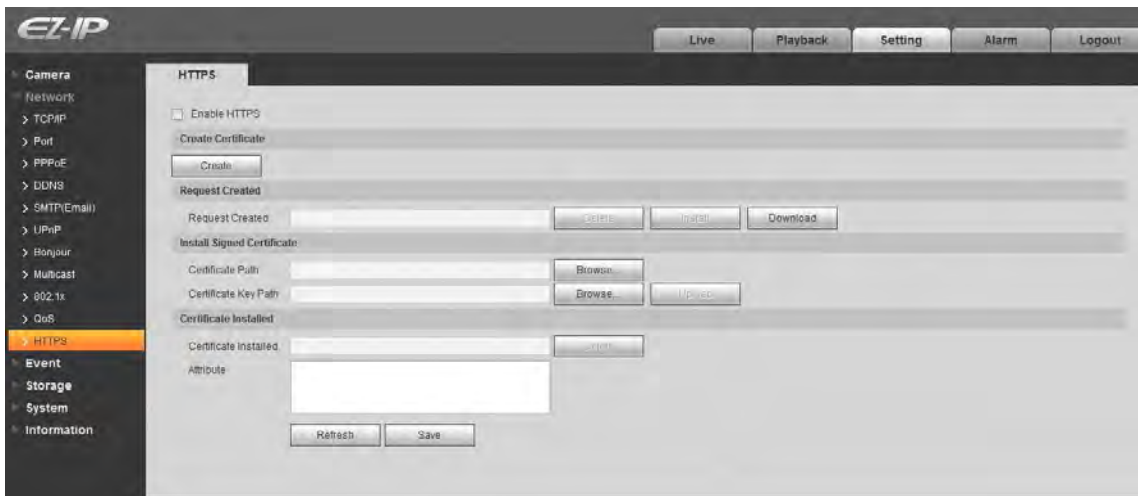 EZ-IP
Live Playback Setting Alarm Logout
Camera
Network
TCP/IP
Port
PPPoE
DDNS
SMTP(Email)
UPnP
Bonjour
Multicast
802.1x
QoS
HTTPS
Event
Storage
System
Information
HTTPS
Enable HTTPS
Create Certificate
Create
Request Created
Request Created Delete Install Download
Install Signed Certificate
Certificate Path Browse...
Certificate Key Path Browse... Upload
Certificate Installed
Certificate Installed
Attribute
Refresh Save